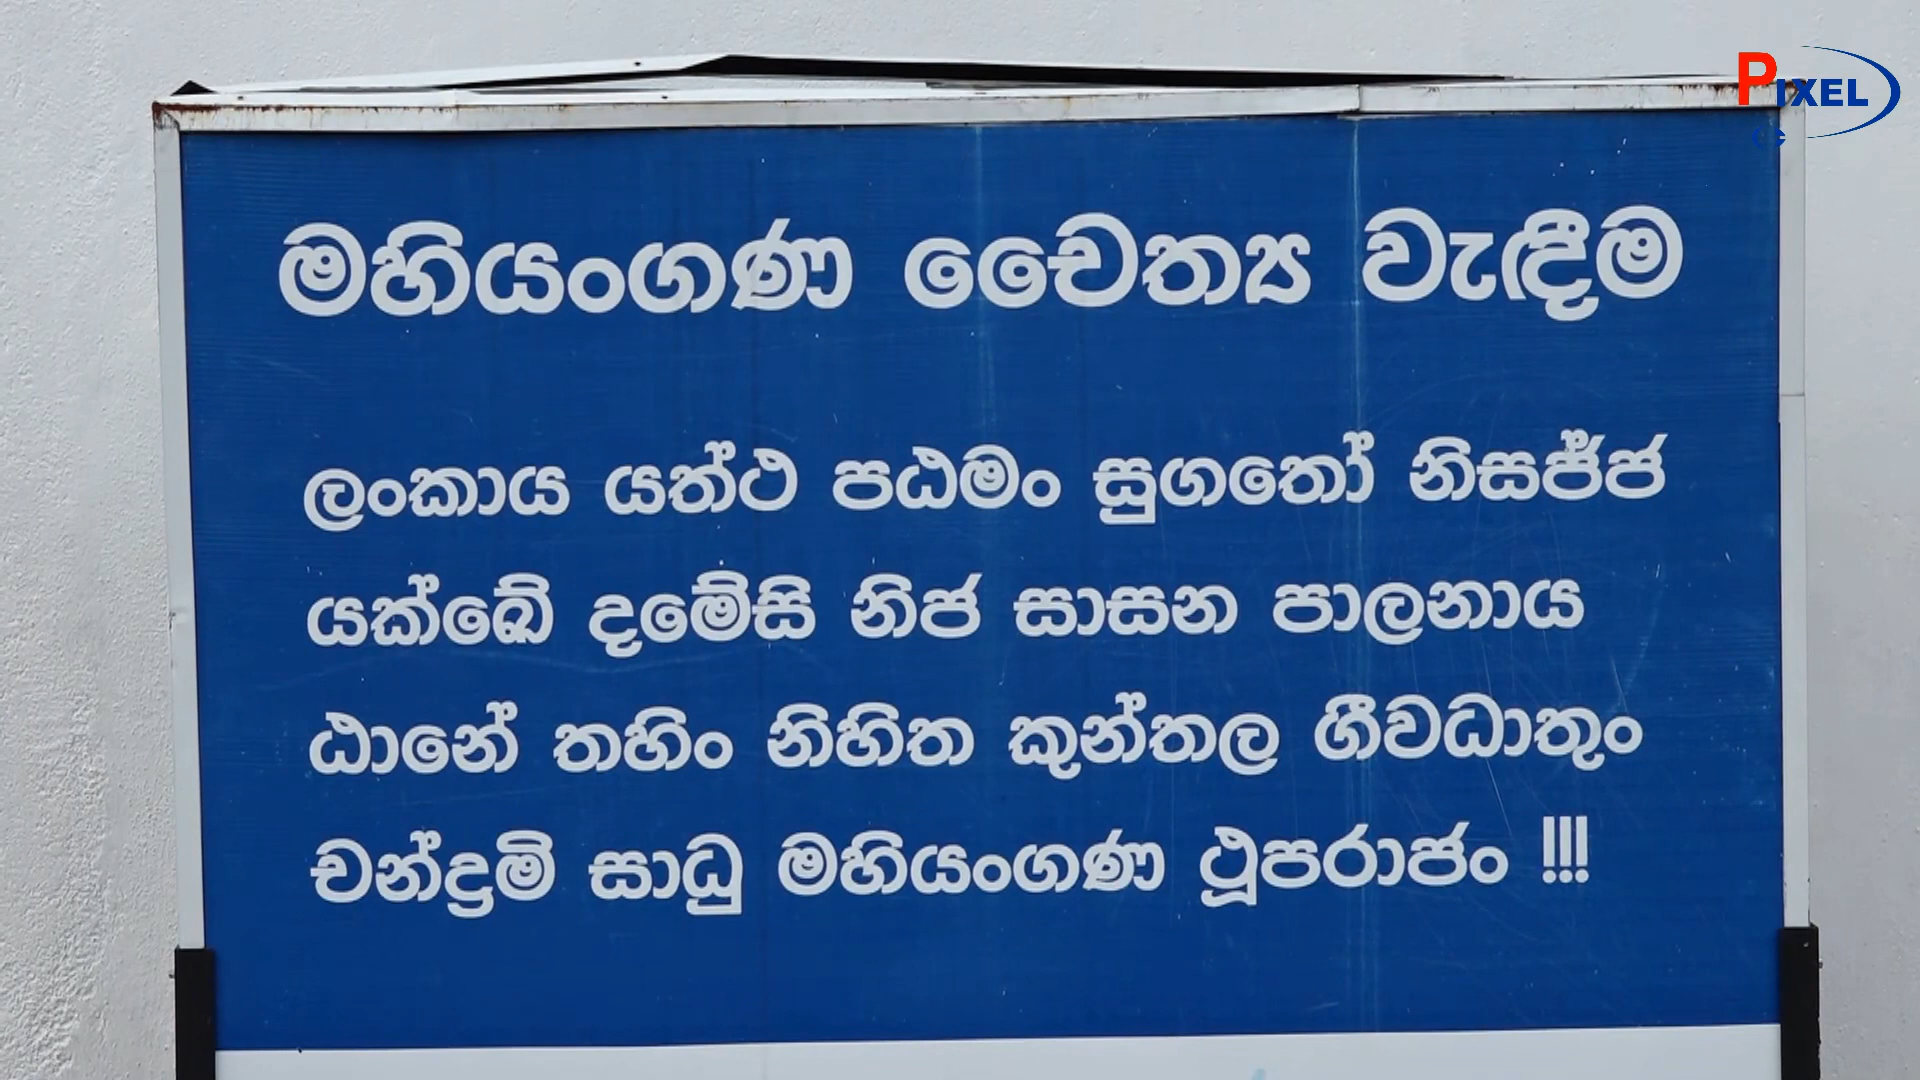 PIXEL
මහියංගණ චෛත්‍ය වැඳීම
ලංකාය යත්ථ පඨමං සුගතෝ නිසජ්ජ
යක්ඛේ දමේසි නිජ සාසන පාලනාය
ඨානේ තහිං නිහිත කුන්තල ගීවධාතුං
චන්ද්‍රමි සාධු මහියංගණ ථූපරාජං !!!